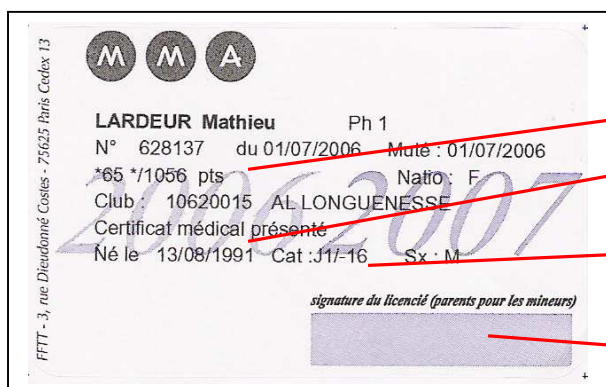 FFTT - 3, rue Dieudonné Costes - 75625 Paris Cedex 13
M M A
LARDEUR Mathieu Ph 1
N° 628137 du 01/07/2006 Muté : 01/07/2006
*65 */1056 pts Natio : F
Club : 10620015 AL LONGUENESSE
Certificat médical présenté
Né le 13/08/1991 Cat :J1/-16 Sx : M
2006 2007
signature du licencié (parents pour les mineurs)